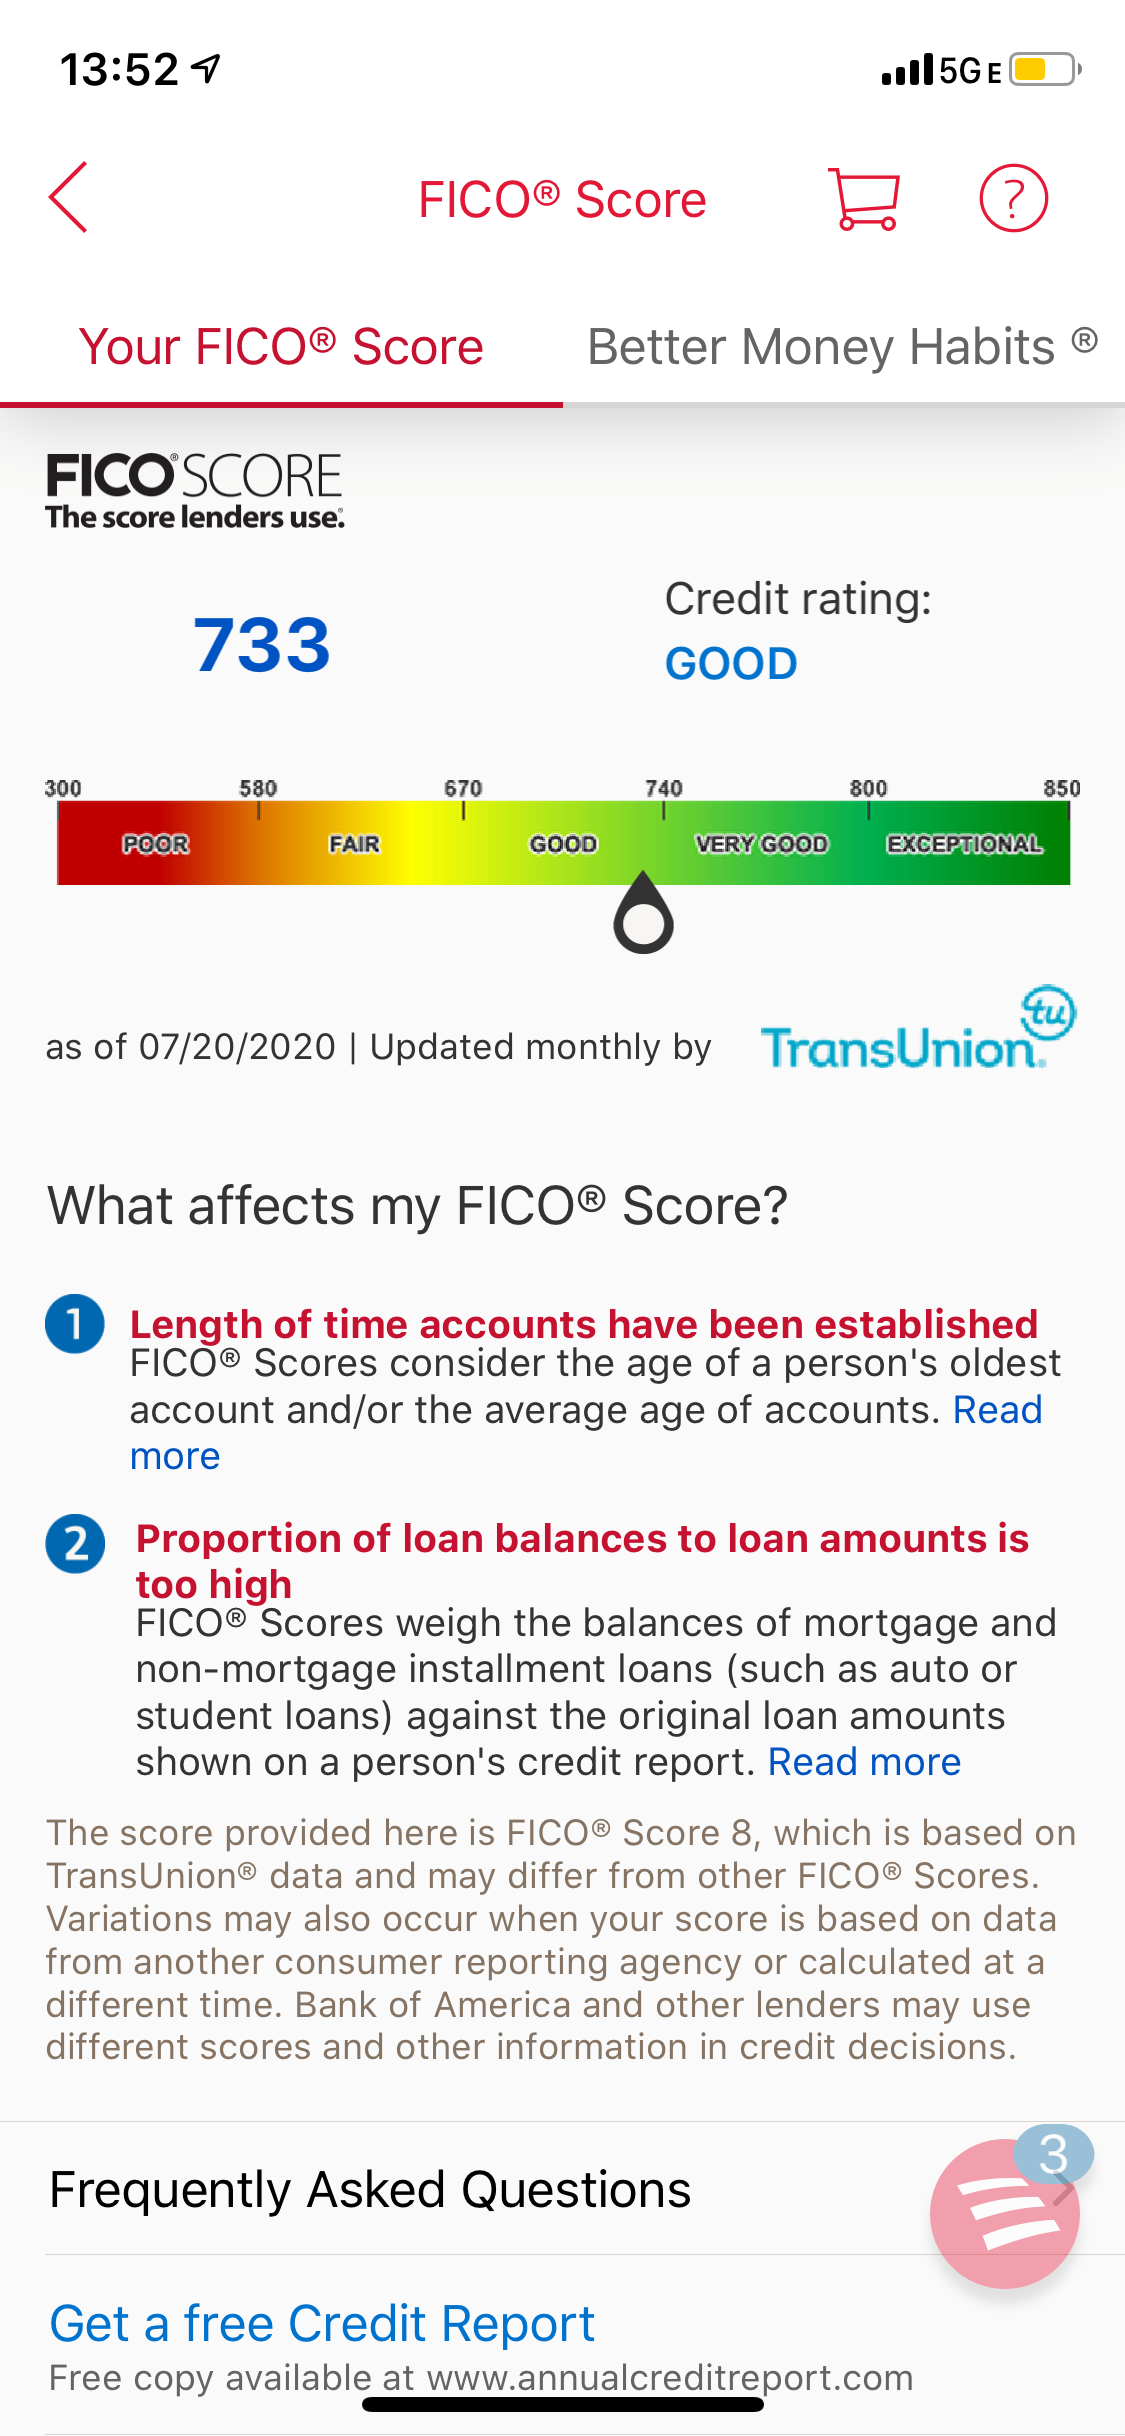 13:52 5G E
FICO® Score ?
Your FICO® Score Better Money Habits ®
FICO® SCORE
The score lenders use.®
Credit rating:
733
GOOD
300 580 670 740 800 850
POOR FAIR GOOD VERY GOOD EXCEPTIONAL
tu
as of 07/20/2020 | Updated monthly by TransUnion®
What affects my FICO® Score?
1 Length of time accounts have been established
FICO® Scores consider the age of a person's oldest
account and/or the average age of accounts. Read
more
2 Proportion of loan balances to loan amounts is
too high
FICO® Scores weigh the balances of mortgage and
non-mortgage installment loans (such as auto or
student loans) against the original loan amounts
shown on a person's credit report. Read more
The score provided here is FICO® Score 8, which is based on
TransUnion® data and may differ from other FICO® Scores.
Variations may also occur when your score is based on data
from another consumer reporting agency or calculated at a
different time. Bank of America and other lenders may use
different scores and other information in credit decisions.
3
Frequently Asked Questions
Get a free Credit Report
Free copy available at www.annualcreditreport.com